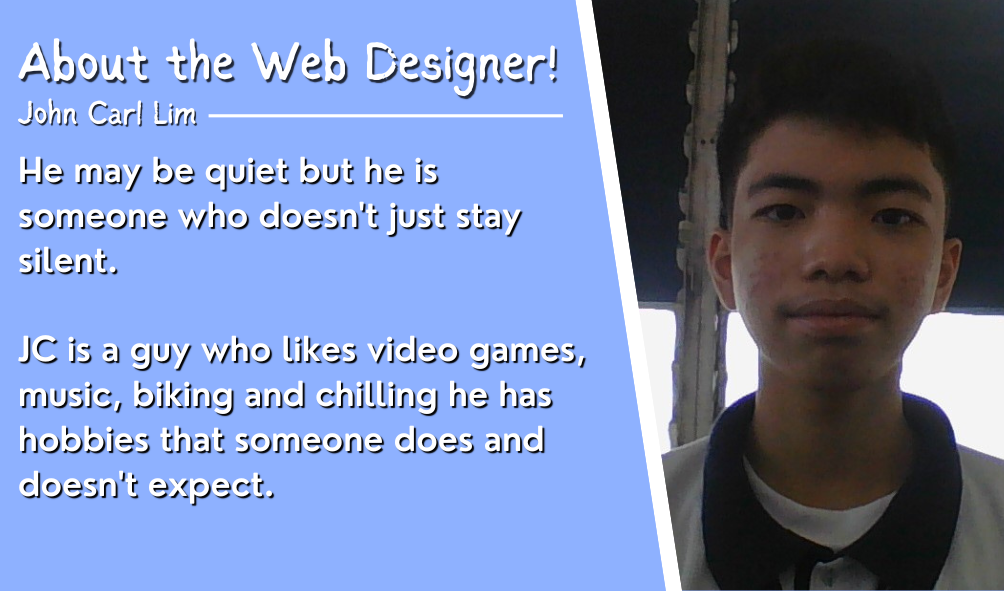 About the Web Designer!
John Carl Lim
He may be quiet but he is
someone who doesn't just stay
silent.
JC is a guy who likes video games,
music, biking and chilling he has
hobbies that someone does and
doesn't expect.